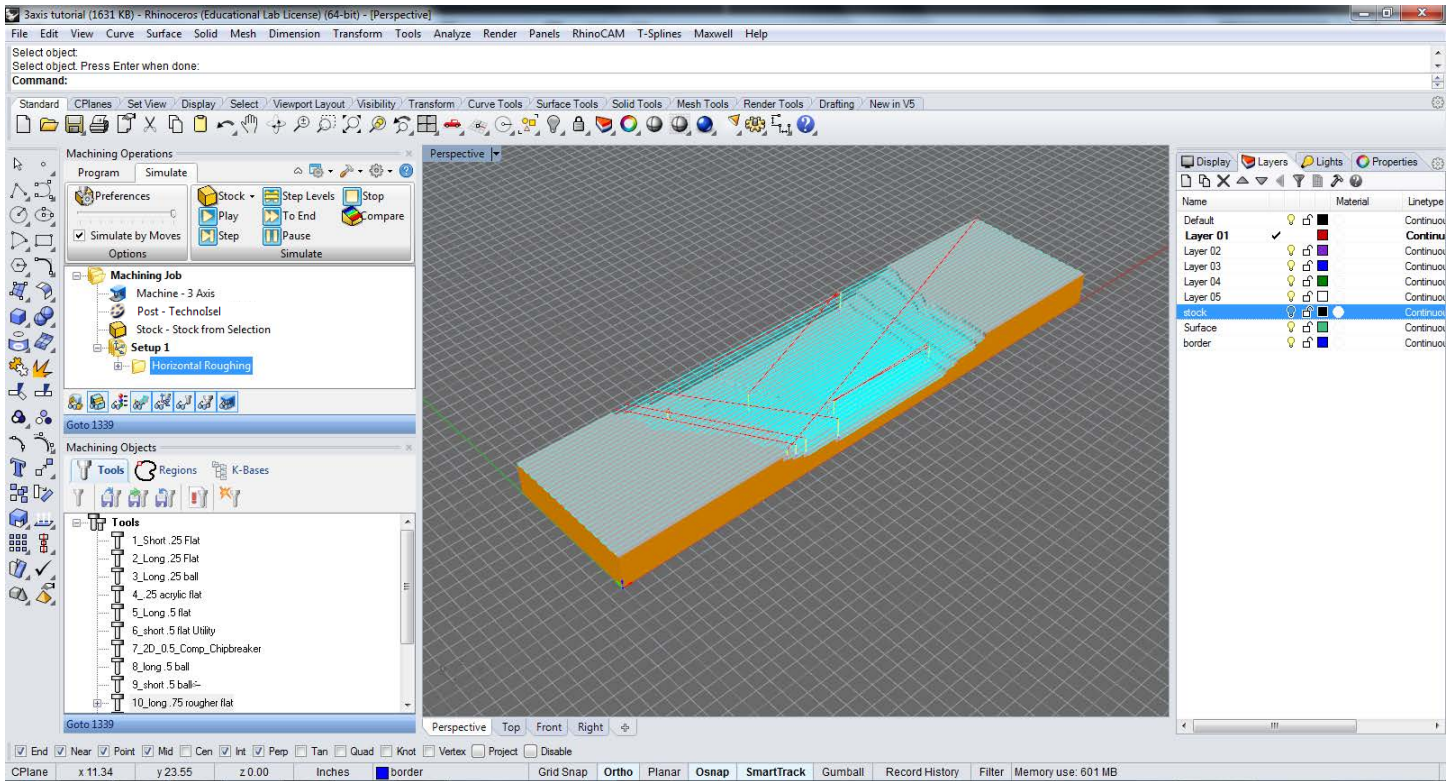 3axis tutorial (1631 KB) - Rhinoceros (Educational Lab License) (64-bit) - [Perspective]
File Edit View Curve Surface Solid Mesh Dimension Transform Tools Analyze Render Panels RhinoCAM T-Splines Maxwell Help
Select object:
Select object. Press Enter when done:
Command:
Standard CPlanes Set View Display Select Viewport Layout Visibility Transform Curve Tools Surface Tools Solid Tools Mesh Tools Render Tools Drafting New in V5
Machining Operations
Program Simulate
Preferences Stock Step Levels Stop
Play To End Compare
Simulate by Moves Step Pause
Options Simulate
Machining Job
Machine - 3 Axis
Post - TechnoIsel
Stock - Stock from Selection
Setup 1
Horizontal Roughing
Goto 1339
Machining Objects
Tools Regions K-Bases
Tools
1_Short .25 Flat
2_Long .25 Flat
3_Long .25 ball
4_.25 acrylic flat
5_Long .5 flat
6_short .5 flat Utility
7_2D_0.5_Comp_Chipbreaker
8_long .5 ball
9_short .5 ball
10_long .75 rougher flat
Goto 1339
Perspective
Perspective Top Front Right
Display Layers Lights Properties
Name Material Linetype
Default Continuou
Layer 01 Continu
Layer 02 Continuou
Layer 03 Continuou
Layer 04 Continuou
Layer 05 Continuou
stock Continuou
Surface Continuou
border Continuou
End Near Point Mid Cen Int Perp Tan Quad Knot Vertex Project Disable
CPlane x 11.34 y 23.55 z 0.00 Inches border Grid Snap Ortho Planar Osnap SmartTrack Gumball Record History Filter Memory use: 601 MB